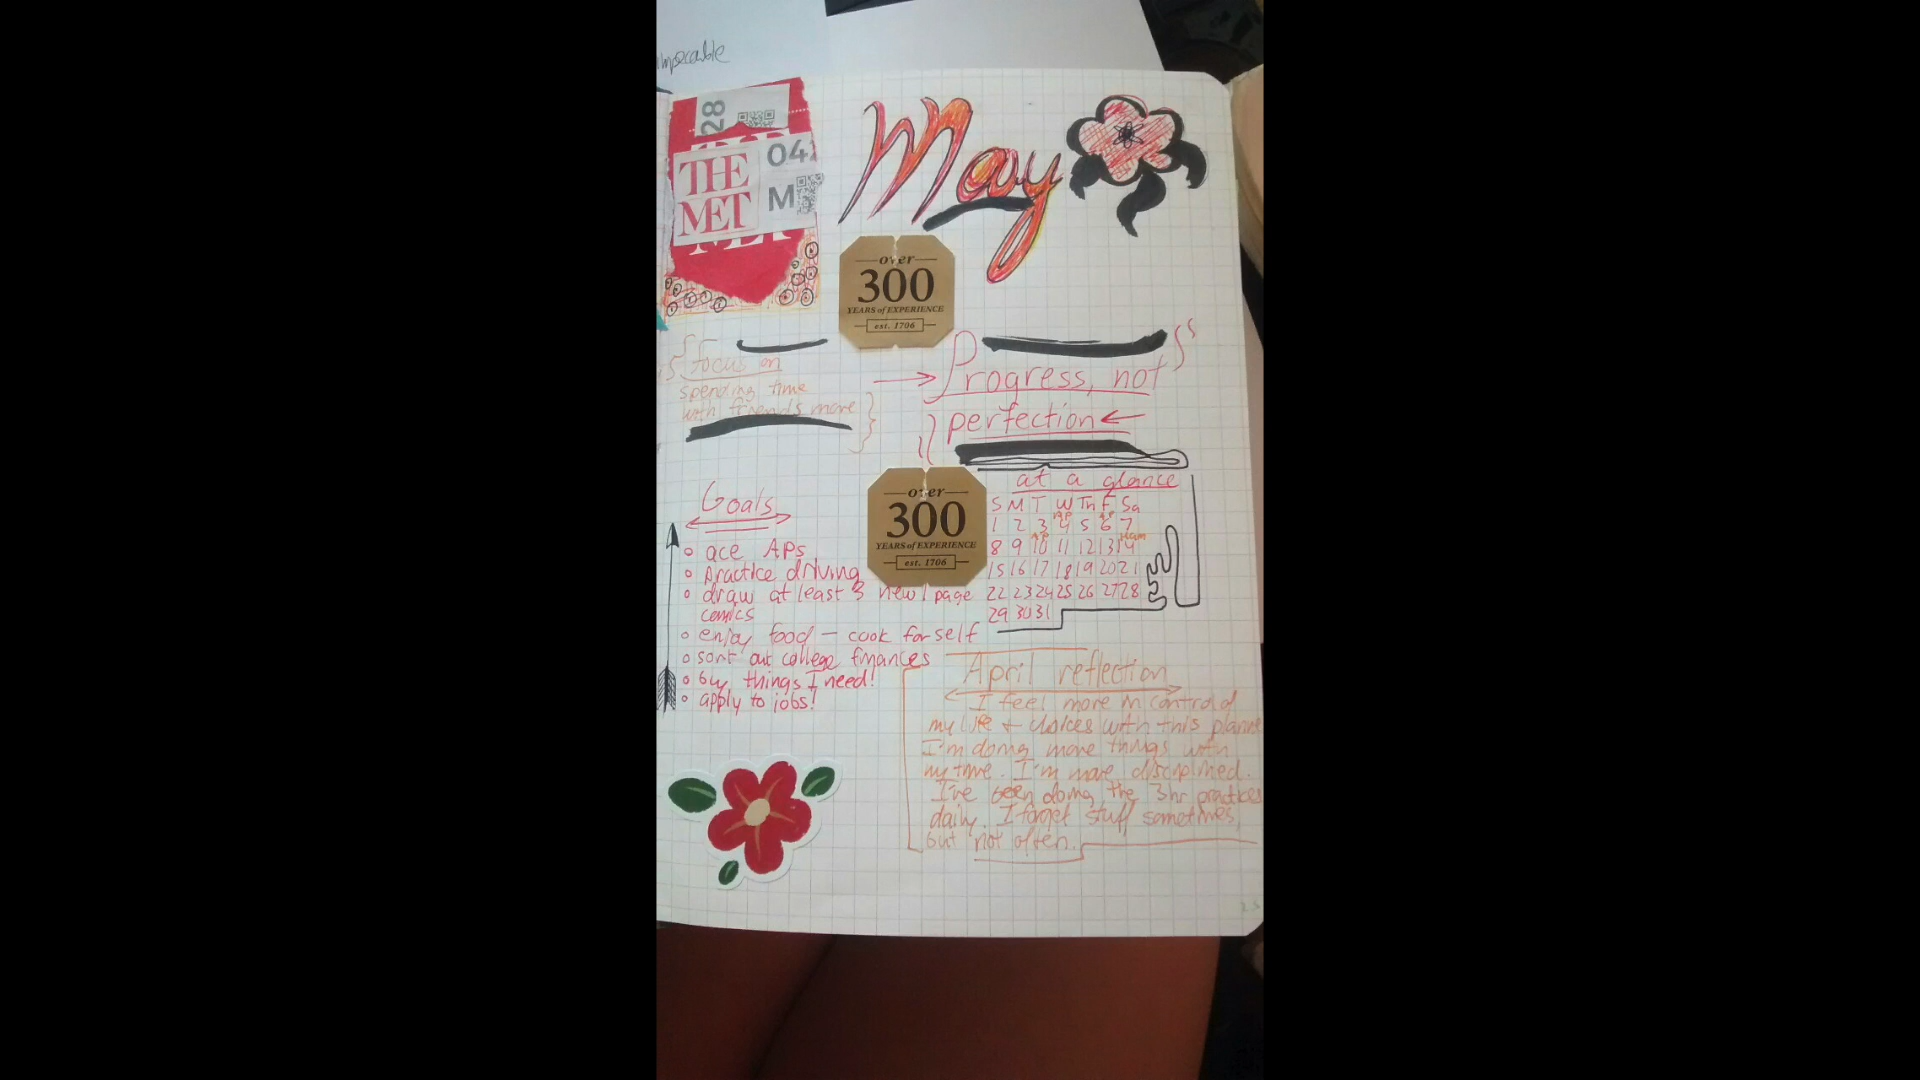 impeccable
28
THE
MET
04
M
May
over
300
YEARS of EXPERIENCE
est. 1706
focus on
spending time
with friends more
Progress, not
perfection
Goals
ace APs
practice driving
draw at least 3 new 1 page
comics
enjoy food – cook for self
sort out college finances
buy things I need!
apply to jobs!
over
300
YEARS of EXPERIENCE
est. 1706
at a glance
S M T W Th F Sa
AP AP
1 2 3 4 5 6 7
AP
8 9 10 11 12 13 14
15 16 17 18 19 20 21
22 23 24 25 26 27 28
29 30 31
April reflection
I feel more in control of
my life + choices with this planne
I'm doing more things with
my time. I'm more disciplined.
I've been doing the 3hr practices
daily. I forget stuff sometimes,
but not often.